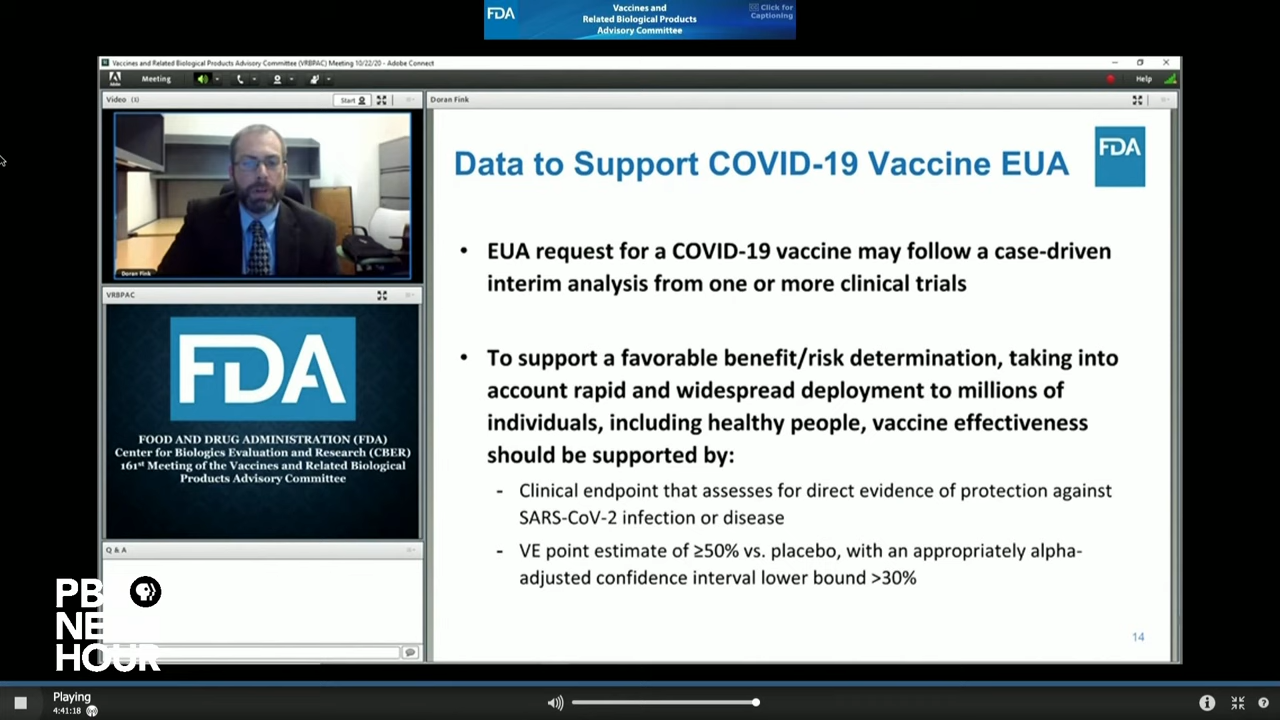 FDA
Vaccines and
Related Biological Products
Advisory Committee
Click for
Captioning
Vaccines and Related Biological Products Advisory Committee (VRBPAC) Meeting 10/22/20 - Adobe Connect
Meeting
Help
Video (1)
Start
Doran Fink
Doran Fink
VRBPAC
FDA
FOOD AND DRUG ADMINISTRATION (FDA)
Center for Biologics Evaluation and Research (CBER)
161st Meeting of the Vaccines and Related Biological
Products Advisory Committee
Q & A
Data to Support COVID-19 Vaccine EUA
FDA
• EUA request for a COVID-19 vaccine may follow a case-driven
interim analysis from one or more clinical trials
• To support a favorable benefit/risk determination, taking into
account rapid and widespread deployment to millions of
individuals, including healthy people, vaccine effectiveness
should be supported by:
- Clinical endpoint that assesses for direct evidence of protection against
SARS-CoV-2 infection or disease
- VE point estimate of ≥50% vs. placebo, with an appropriately alpha-
adjusted confidence interval lower bound >30%
14
PBS
NEWS
HOUR
Playing
4:41:18